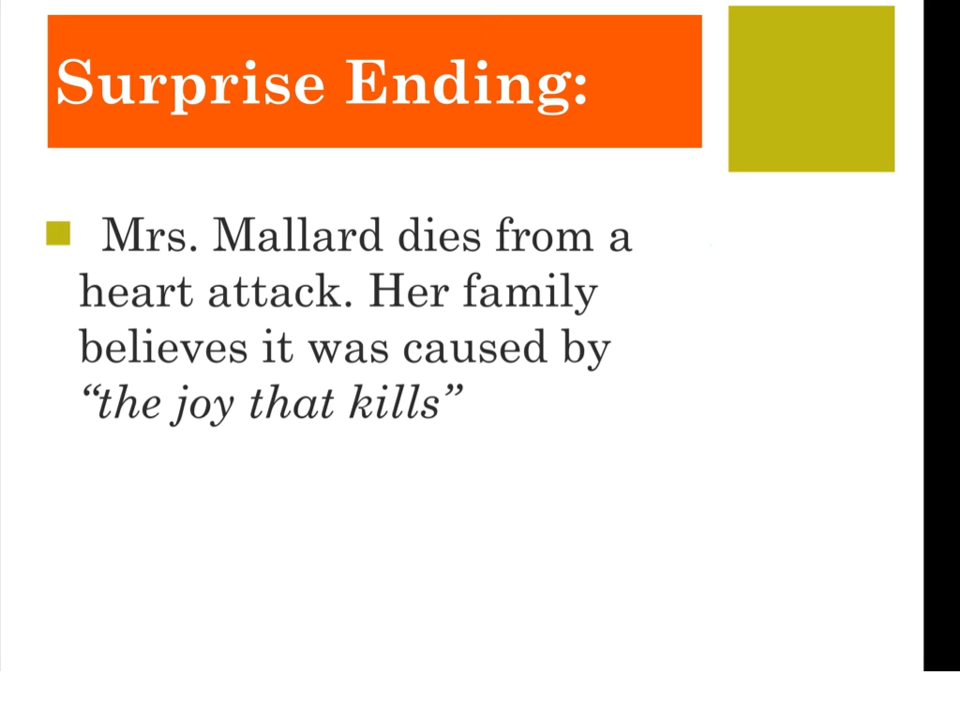 Surprise Ending:
Mrs. Mallard dies from a
heart attack. Her family
believes it was caused by
“the joy that kills”